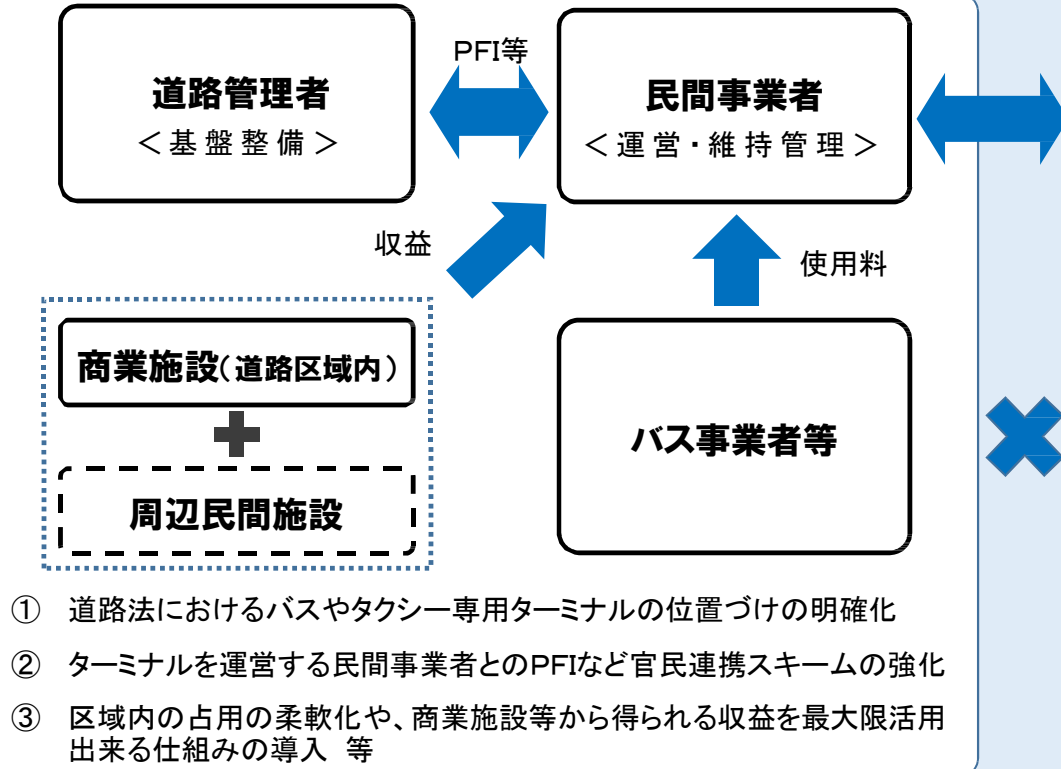 PFI等
道路管理者
＜基盤整備＞
民間事業者
＜運営・維持管理＞
収益
使用料
商業施設（道路区域内）
周辺民間施設
バス事業者等
① 道路法におけるバスやタクシー専用ターミナルの位置づけの明確化
② ターミナルを運営する民間事業者とのPFIなど官民連携スキームの強化
③ 区域内の占用の柔軟化や、商業施設等から得られる収益を最大限活用
出来る仕組みの導入 等